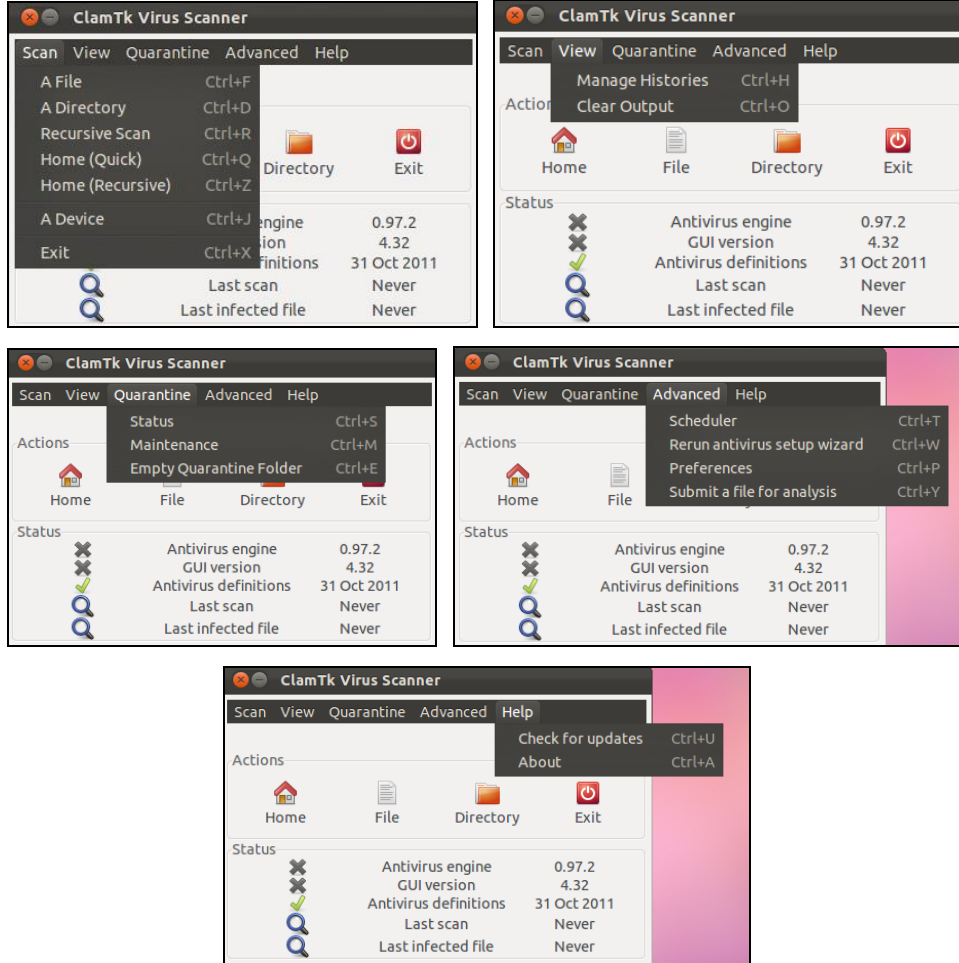 ClamTk Virus Scanner
Scan View Quarantine Advanced Help
A File Ctrl+F
A Directory Ctrl+D
Recursive Scan Ctrl+R
Home (Quick) Ctrl+Q
Home (Recursive) Ctrl+Z
A Device Ctrl+J
Exit Ctrl+X
Directory Exit
engine 0.97.2
4.32
31 Oct 2011
Last scan Never
Last infected file Never
ClamTk Virus Scanner
Scan View Quarantine Advanced Help
Manage Histories Ctrl+H
Clear Output Ctrl+O
Home File Directory Exit
Status
Antivirus engine 0.97.2
GUI version 4.32
Antivirus definitions 31 Oct 2011
Last scan Never
Last infected file Never
ClamTk Virus Scanner
Scan View Quarantine Advanced Help
Status Ctrl+S
Maintenance Ctrl+M
Empty Quarantine Folder Ctrl+E
Actions
Home File Directory Exit
Status
Antivirus engine 0.97.2
GUI version 4.32
Antivirus definitions 31 Oct 2011
Last scan Never
Last infected file Never
ClamTk Virus Scanner
Scan View Quarantine Advanced Help
Scheduler Ctrl+T
Rerun antivirus setup wizard Ctrl+W
Preferences Ctrl+P
Submit a file for analysis Ctrl+Y
Actions
Home File
Status
Antivirus engine 0.97.2
GUI version 4.32
Antivirus definitions 31 Oct 2011
Last scan Never
Last infected file Never
ClamTk Virus Scanner
Scan View Quarantine Advanced Help
Check for updates Ctrl+U
About Ctrl+A
Actions
Home File Directory Exit
Status
Antivirus engine 0.97.2
GUI version 4.32
Antivirus definitions 31 Oct 2011
Last scan Never
Last infected file Never